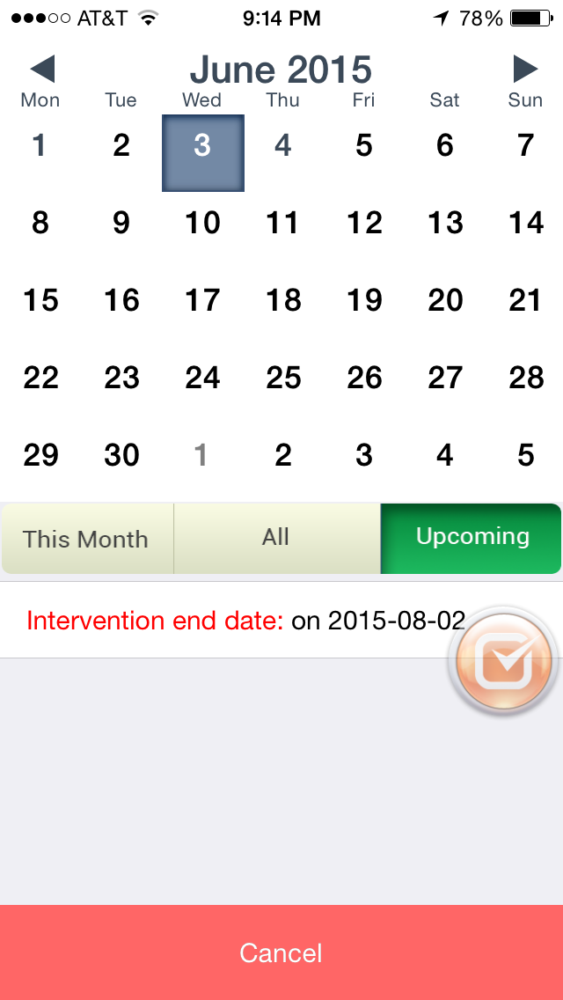 AT&T 9:14 PM 78%
June 2015
Mon Tue Wed Thu Fri Sat Sun
1 2 3 4 5 6 7
8 9 10 11 12 13 14
15 16 17 18 19 20 21
22 23 24 25 26 27 28
29 30 1 2 3 4 5
This Month All Upcoming
Intervention end date: on 2015-08-02
Cancel